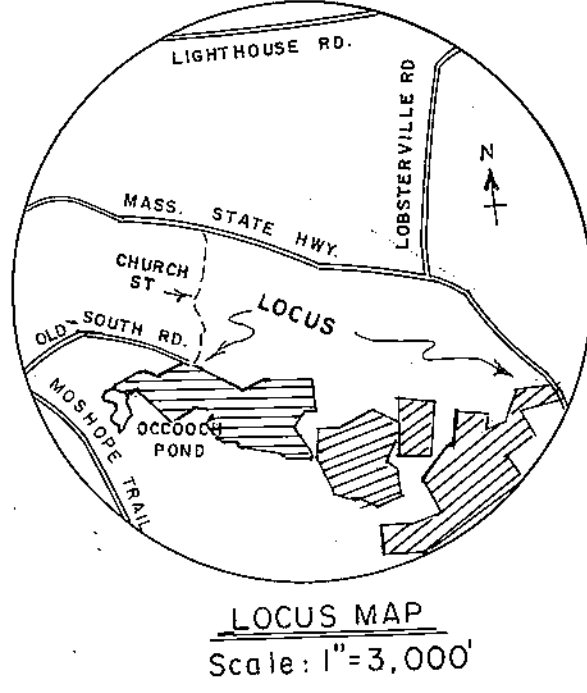 LIGHTHOUSE RD.
LOBSTERVILLE RD
N
MASS. STATE HWY.
CHURCH
ST
LOCUS
OLD SOUTH RD.
MOSHOPE TRAIL
OCCOOCH
POND
LOCUS MAP
Scale: 1"=3,000'